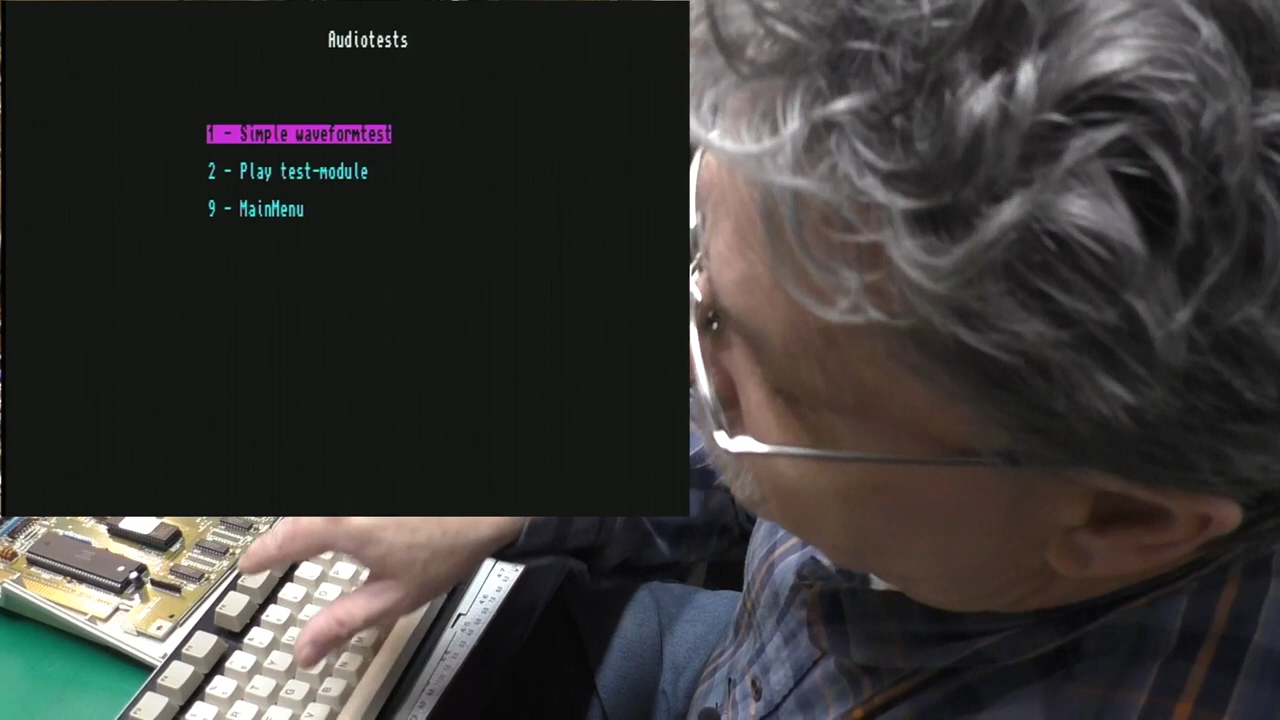 Audiotests
1 - Simple waveformtest
2 - Play test-module
9 - MainMenu